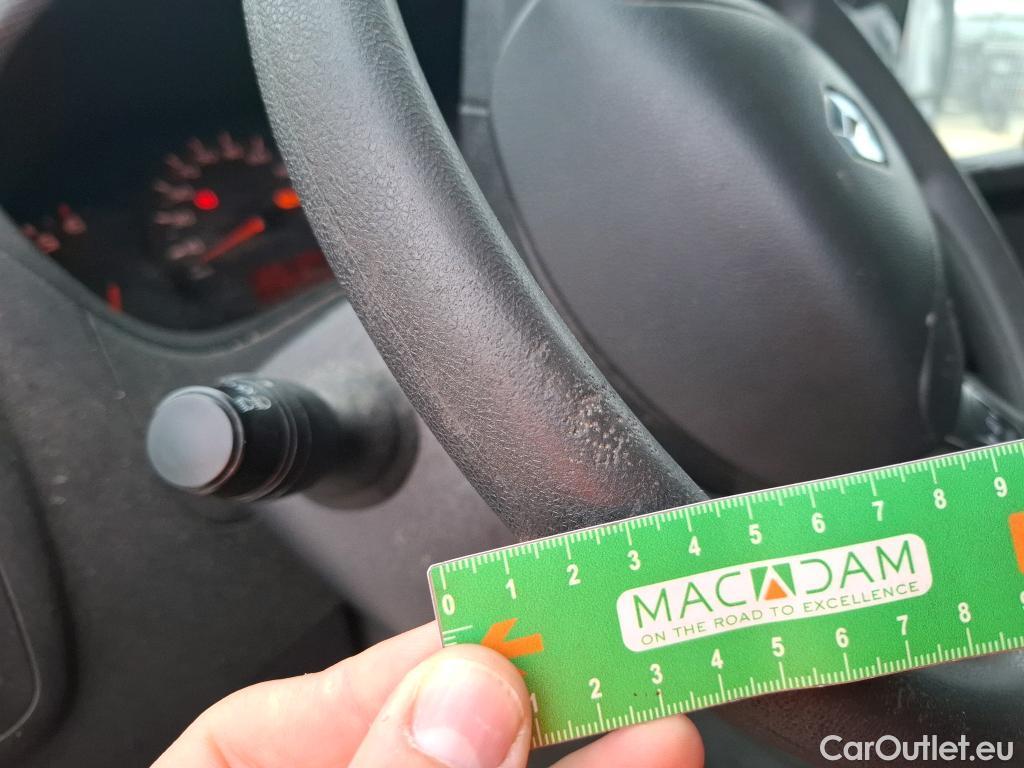 0 1 2 3 4 5 6 7 8 9
MACADAM
ON THE ROAD TO EXCELLENCE
1 2 3 4 5 6 7 8 9
CarOutlet.eu